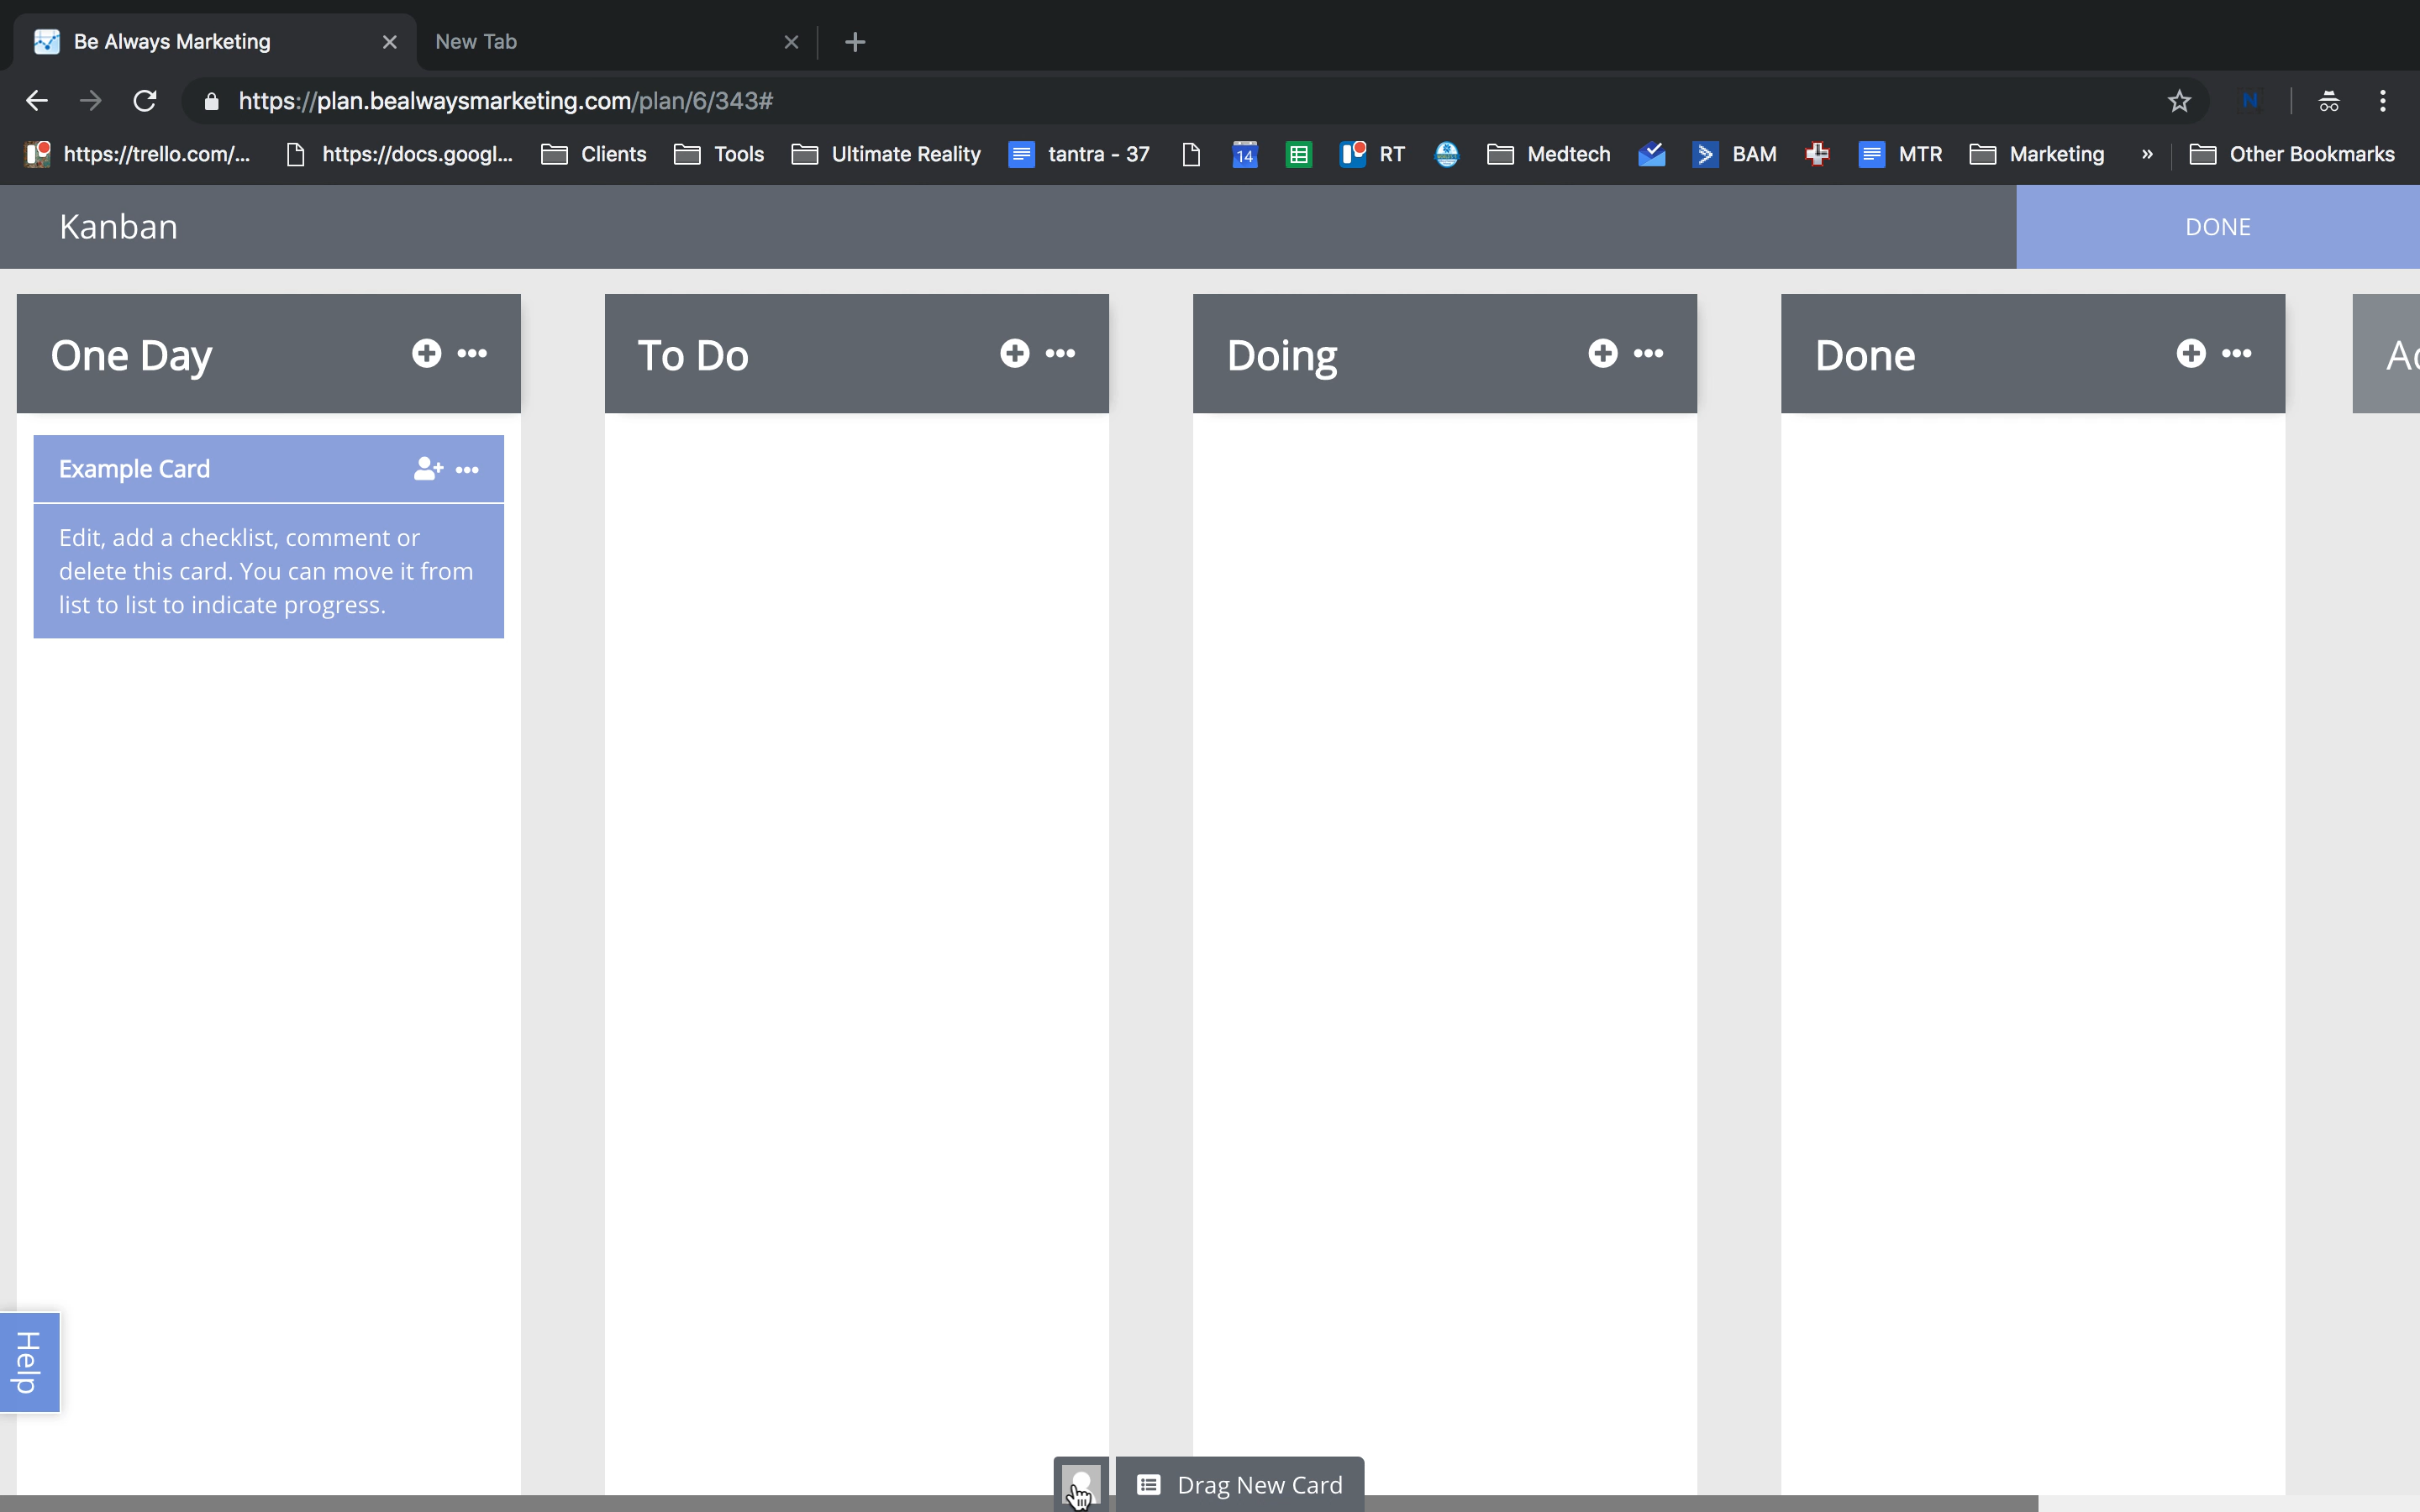 Be Always Marketing
New Tab
https://plan.bealwaysmarketing.com/plan/6/343#
N
https://trello.com/...
https://docs.googl...
Clients
Tools
Ultimate Reality
tantra - 37
14
RT
Medtech
BAM
MTR
Marketing
»
Other Bookmarks
Kanban
DONE
One Day
To Do
Doing
Done
Example Card
Edit, add a checklist, comment or
delete this card. You can move it from
list to list to indicate progress.
Help
Drag New Card